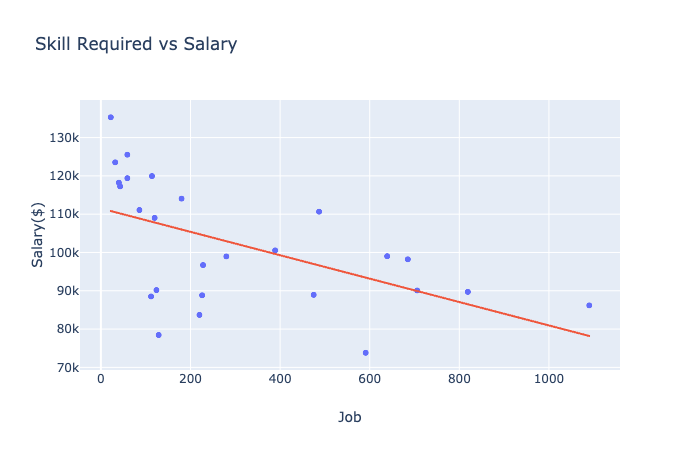 Skill Required vs Salary
130k
120k
110k
100k
90k
80k
70k
Salary($)
0 200 400 600 800 1000
Job